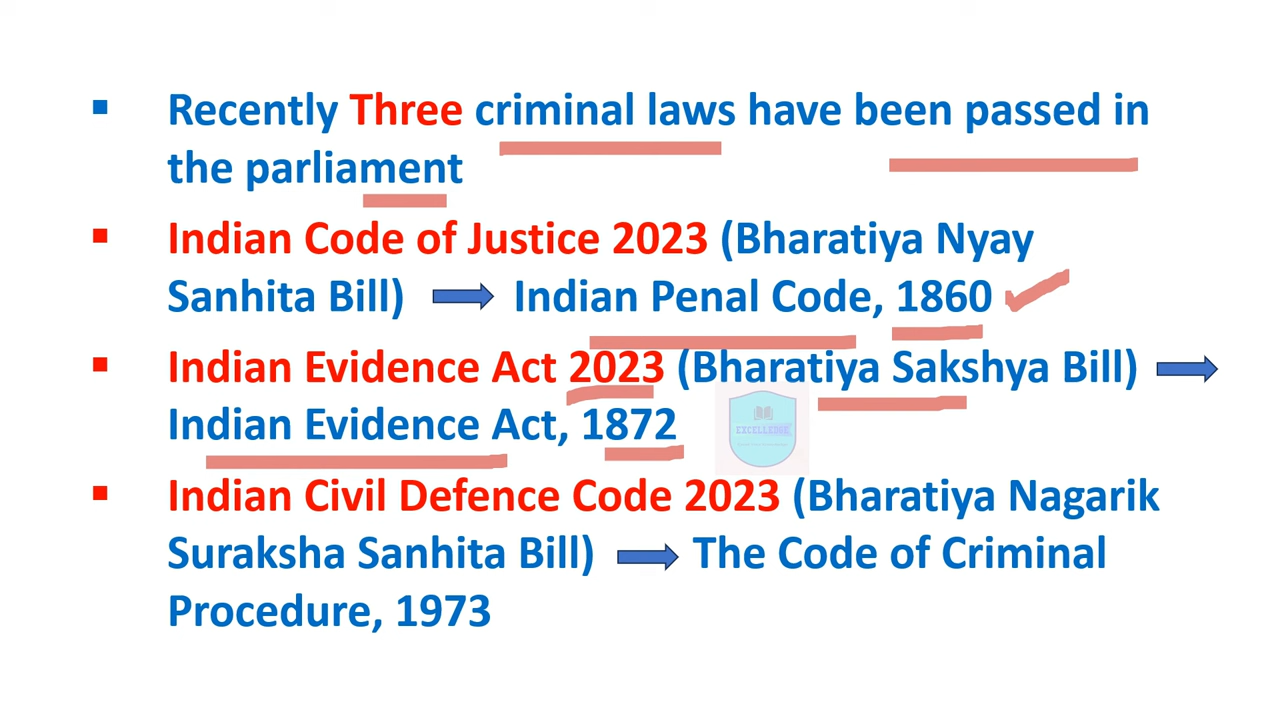 Recently Three criminal laws have been passed in
the parliament
Indian Code of Justice 2023 (Bharatiya Nyay
Sanhita Bill) Indian Penal Code, 1860
Indian Evidence Act 2023 (Bharatiya Sakshya Bill)
Indian Evidence Act, 1872
EXCELLEDGE
Indian Civil Defence Code 2023 (Bharatiya Nagarik
Suraksha Sanhita Bill) The Code of Criminal
Procedure, 1973